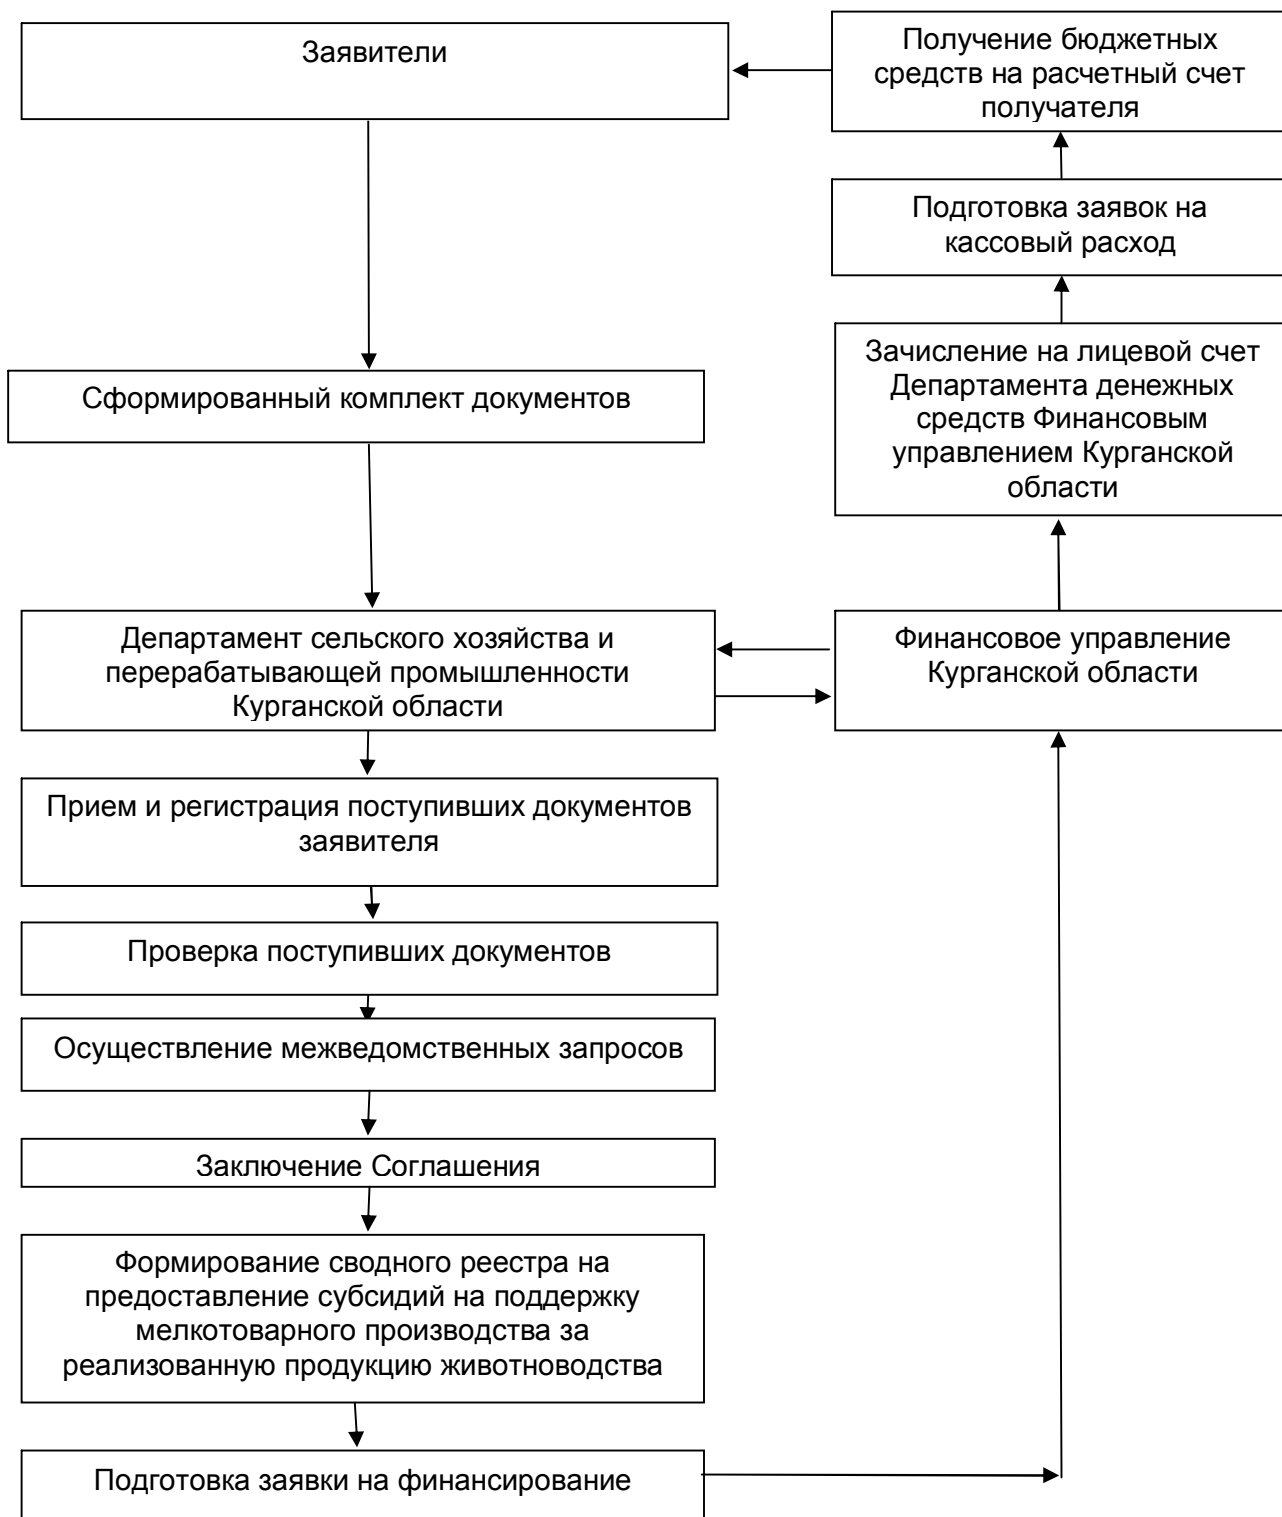 Заявители
Получение бюджетных
средств на расчетный счет
получателя
Подготовка заявок на
кассовый расход
Зачисление на лицевой счет
Департамента денежных
средств Финансовым
управлением Курганской
области
Сформированный комплект документов
Департамент сельского хозяйства и
перерабатывающей промышленности
Курганской области
Финансовое управление
Курганской области
Прием и регистрация поступивших документов
заявителя
Проверка поступивших документов
Осуществление межведомственных запросов
Заключение Соглашения
Формирование сводного реестра на
предоставление субсидий на поддержку
мелкотоварного производства за
реализованную продукцию животноводства
Подготовка заявки на финансирование